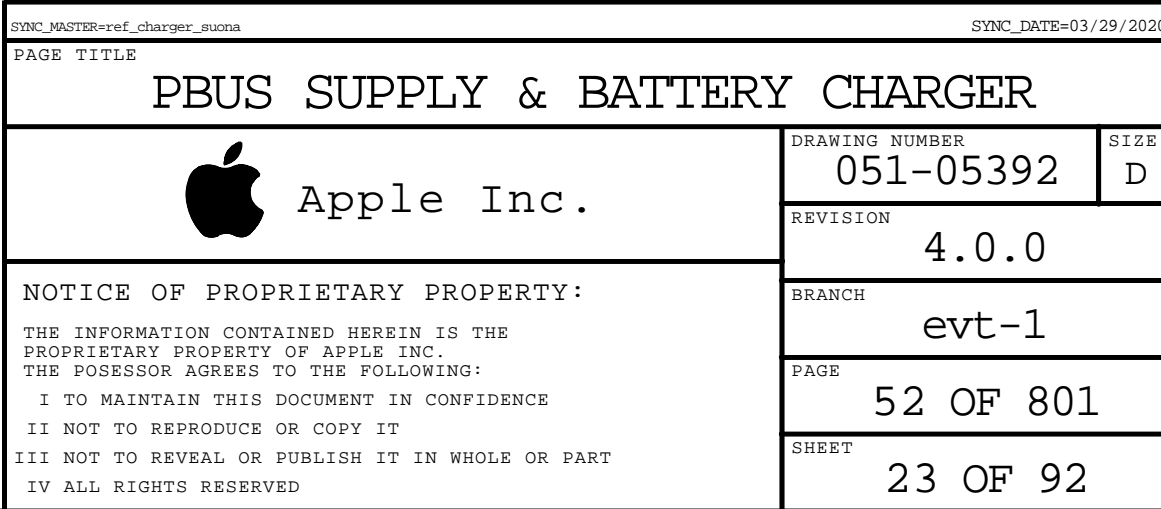 SYNC_MASTER=ref_charger_suona SYNC_DATE=03/29/2020
PAGE TITLE
PBUS SUPPLY & BATTERY CHARGER
Apple Inc.
DRAWING NUMBER
051-05392
SIZE
D
REVISION
4.0.0
NOTICE OF PROPRIETARY PROPERTY:
THE INFORMATION CONTAINED HEREIN IS THE
PROPRIETARY PROPERTY OF APPLE INC.
THE POSESSOR AGREES TO THE FOLLOWING:
I TO MAINTAIN THIS DOCUMENT IN CONFIDENCE
II NOT TO REPRODUCE OR COPY IT
III NOT TO REVEAL OR PUBLISH IT IN WHOLE OR PART
IV ALL RIGHTS RESERVED
BRANCH
evt-1
PAGE
52 OF 801
SHEET
23 OF 92